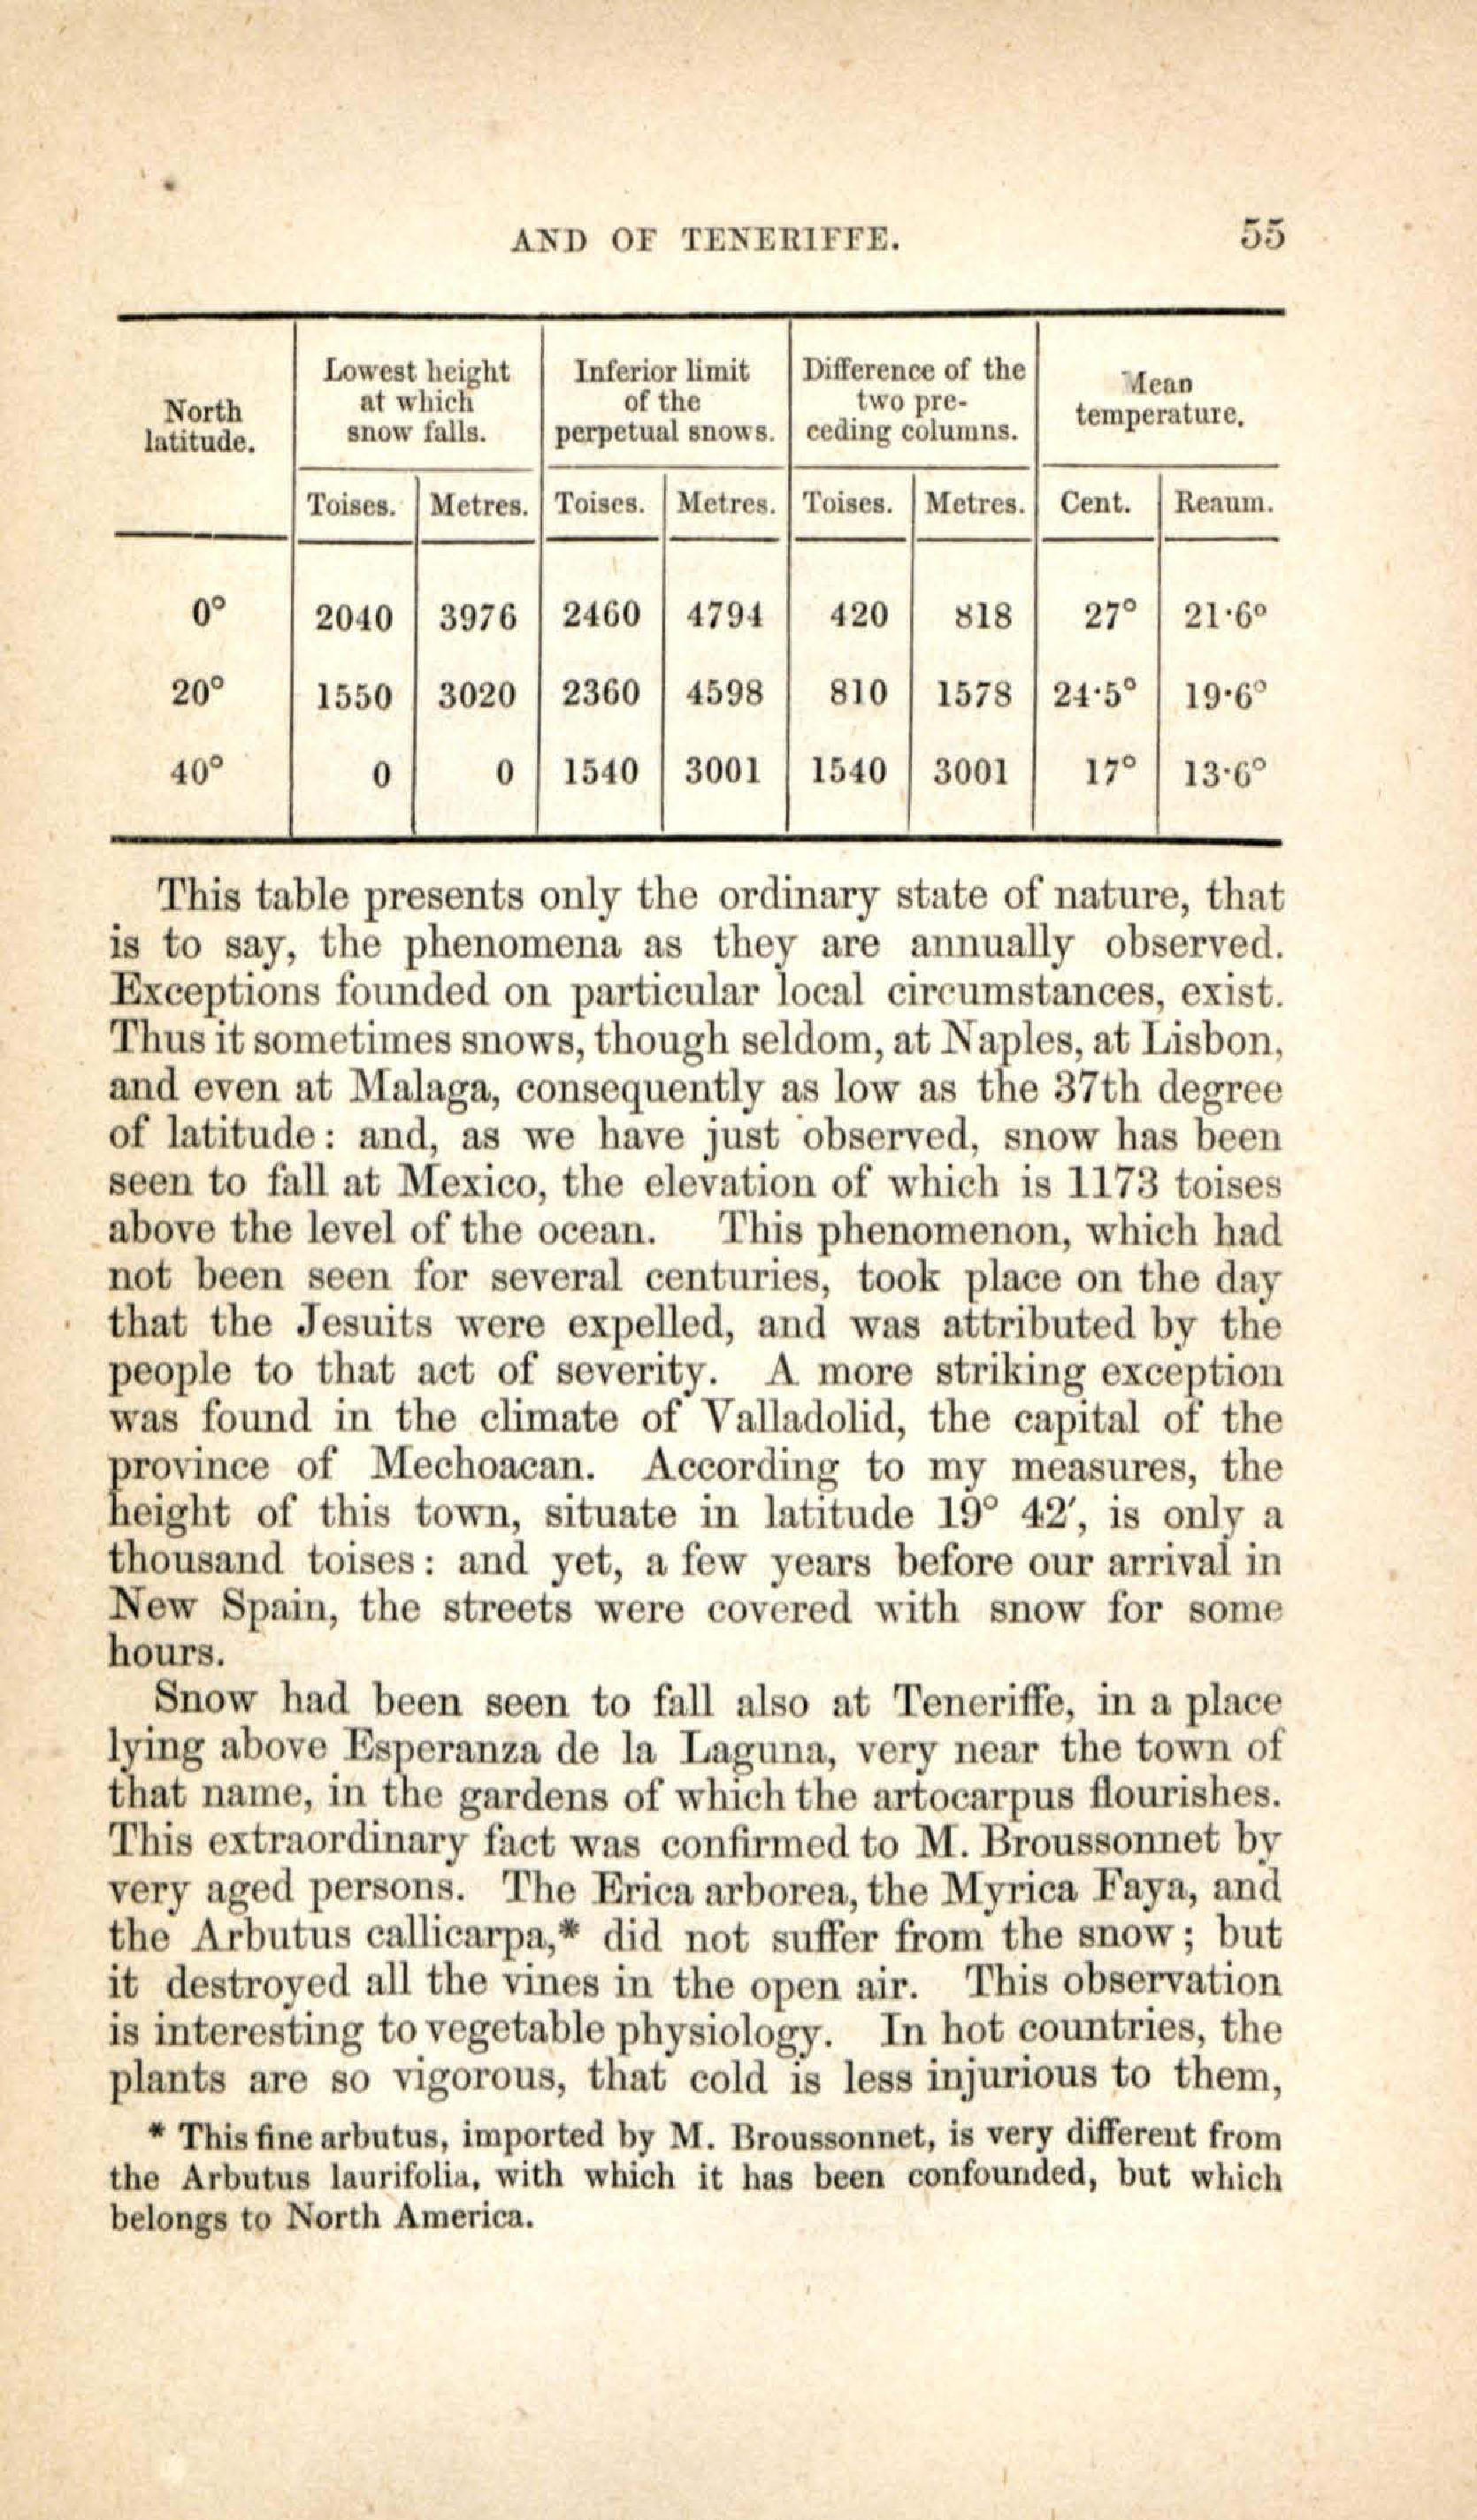 AND OF TENERIFFE. 55
North latitude. | Lowest height at which snow falls. | Inferior limit of the perpetual snows. | Difference of the two pre-ceding columns. | Mean temperature.
Toises. | Metres. | Toises. | Metres. | Toises. | Metres. | Cent. | Reaum.
0° | 2040 | 3976 | 2460 | 4794 | 420 | 818 | 27° | 21·6°
20° | 1550 | 3020 | 2360 | 4598 | 810 | 1578 | 24·5° | 19·6°
40° | 0 | 0 | 1540 | 3001 | 1540 | 3001 | 17° | 13·6°
This table presents only the ordinary state of nature, that
is to say, the phenomena as they are annually observed.
Exceptions founded on particular local circumstances, exist.
Thus it sometimes snows, though seldom, at Naples, at Lisbon,
and even at Malaga, consequently as low as the 37th degree
of latitude: and, as we have just observed, snow has been
seen to fall at Mexico, the elevation of which is 1173 toises
above the level of the ocean. This phenomenon, which had
not been seen for several centuries, took place on the day
that the Jesuits were expelled, and was attributed by the
people to that act of severity. A more striking exception
was found in the climate of Valladolid, the capital of the
province of Mechoacan. According to my measures, the
height of this town, situate in latitude 19° 42′, is only a
thousand toises: and yet, a few years before our arrival in
New Spain, the streets were covered with snow for some
hours.
Snow had been seen to fall also at Teneriffe, in a place
lying above Esperanza de la Laguna, very near the town of
that name, in the gardens of which the artocarpus flourishes.
This extraordinary fact was confirmed to M. Broussonnet by
very aged persons. The Erica arborea, the Myrica Faya, and
the Arbutus callicarpa,* did not suffer from the snow; but
it destroyed all the vines in the open air. This observation
is interesting to vegetable physiology. In hot countries, the
plants are so vigorous, that cold is less injurious to them,
* This fine arbutus, imported by M. Broussonnet, is very different from
the Arbutus laurifolia, with which it has been confounded, but which
belongs to North America.